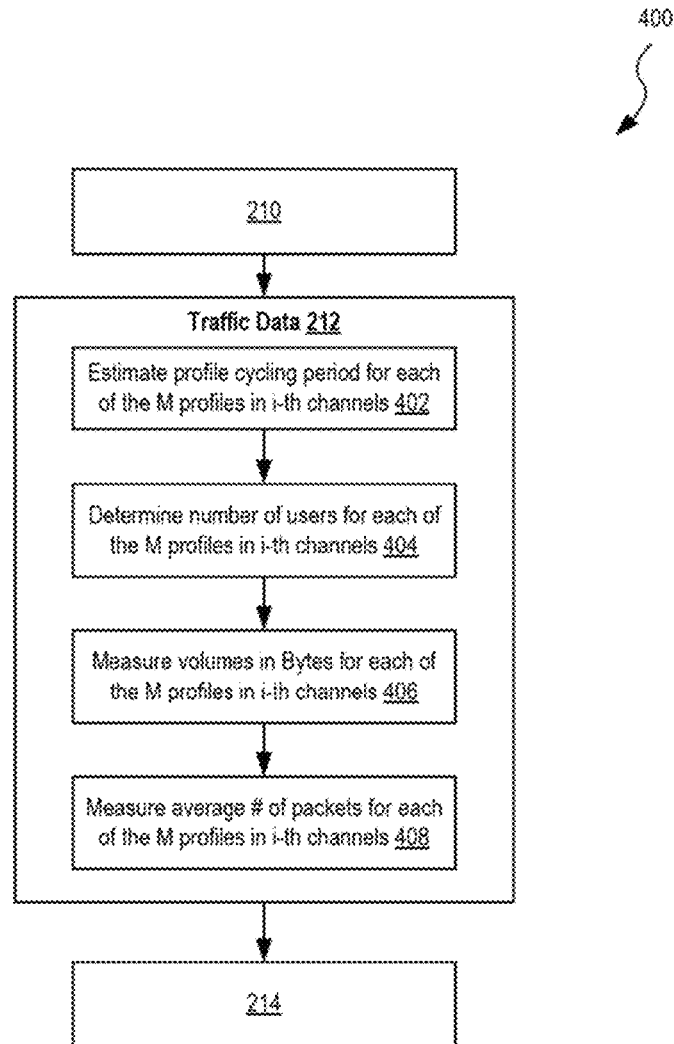 400
210
Traffic Data 212
Estimate profile cycling period for each
of the M profiles in i-th channels 402
Determine number of users for each of
the M profiles in i-th channels 404
Measure volumes in Bytes for each of
the M profiles in i-th channels 406
Measure average # of packets for each
of the M profiles in i-th channels 408
214